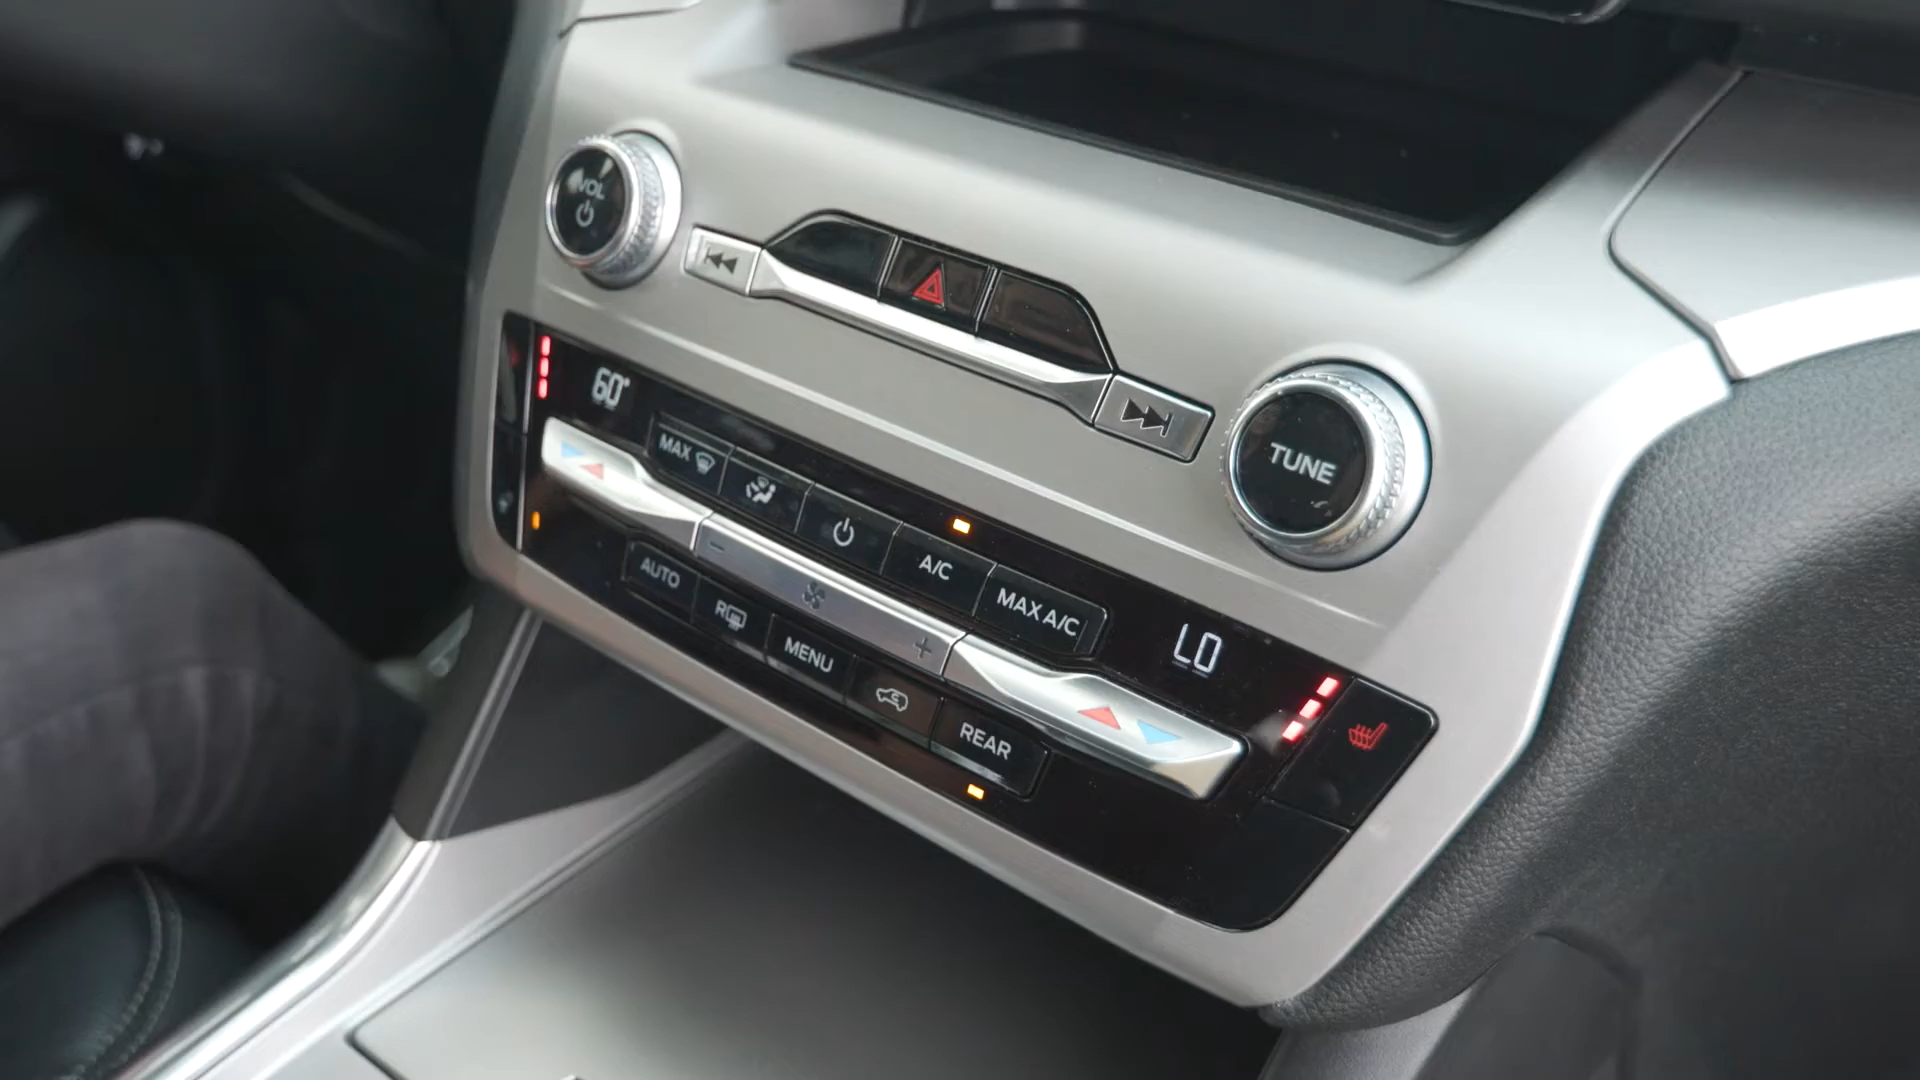 VOL
TUNE
60°
MAX
A/C
MAX A/C
LO
AUTO
R
MENU
REAR